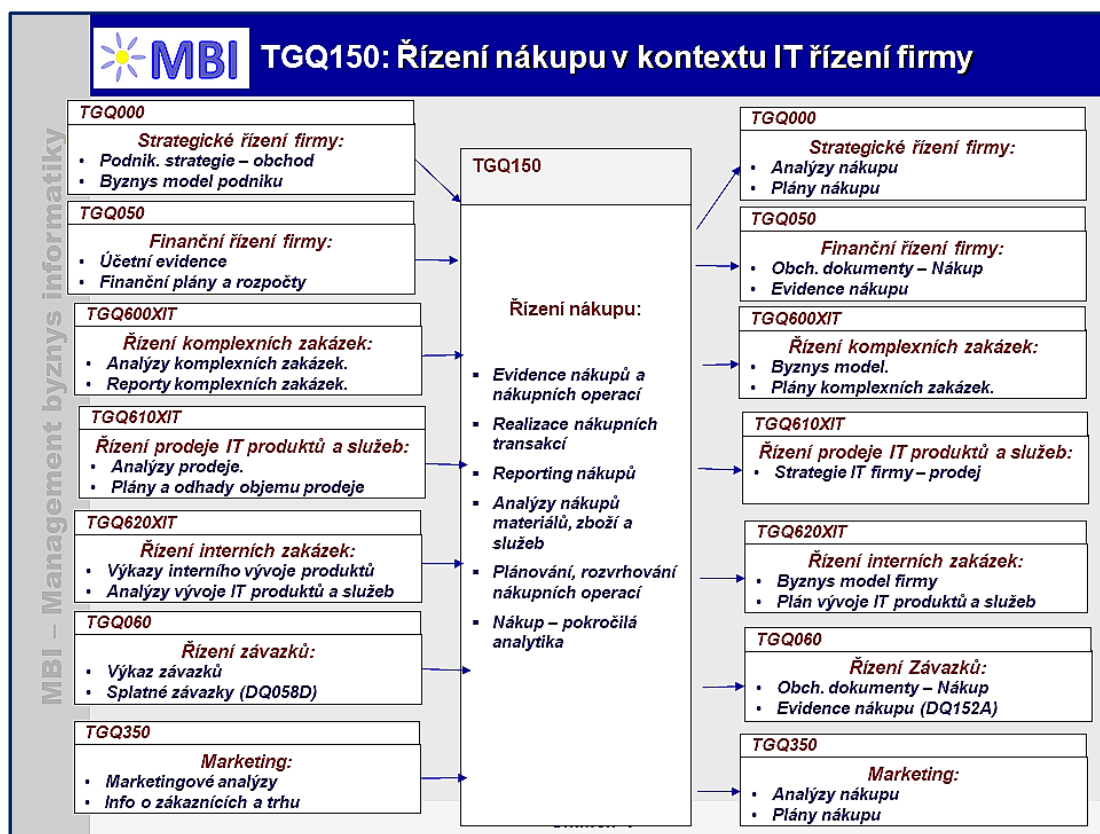 MBI
TGQ150: Řízení nákupu v kontextu IT řízení firmy
MBI – Management byznys informatiky
TGQ000
Strategické řízení firmy:
• Podnik. strategie – obchod
• Byznys model podniku
TGQ050
Finanční řízení firmy:
• Účetní evidence
• Finanční plány a rozpočty
TGQ600XIT
Řízení komplexních zakázek:
• Analýzy komplexních zakázek.
• Reporty komplexních zakázek.
TGQ610XIT
Řízení prodeje IT produktů a služeb:
• Analýzy prodeje.
• Plány a odhady objemu prodeje
TGQ620XIT
Řízení interních zakázek:
• Výkazy interního vývoje produktů
• Analýzy vývoje IT produktů a služeb
TGQ060
Řízení závazků:
• Výkaz závazků
• Splatné závazky (DQ058D)
TGQ350
Marketing:
• Marketingové analýzy
• Info o zákaznících a trhu
TGQ150
Řízení nákupu:
▪ Evidence nákupů a
nákupních operací
▪ Realizace nákupních
transakcí
▪ Reporting nákupů
▪ Analýzy nákupů
materiálů, zboží a
služeb
▪ Plánování, rozvrhování
nákupních operací
▪ Nákup – pokročilá
analytika
TGQ000
Strategické řízení firmy:
• Analýzy nákupu
• Plány nákupu
TGQ050
Finanční řízení firmy:
• Obch. dokumenty – Nákup
• Evidence nákupu
TGQ600XIT
Řízení komplexních zakázek:
• Byznys model.
• Plány komplexních zakázek.
TGQ610XIT
Řízení prodeje IT produktů a služeb:
• Strategie IT firmy – prodej
TGQ620XIT
Řízení interních zakázek:
• Byznys model firmy
• Plán vývoje IT produktů a služeb
TGQ060
Řízení Závazků:
• Obch. dokumenty – Nákup
• Evidence nákupu (DQ152A)
TGQ350
Marketing:
• Analýzy nákupu
• Plány nákupu